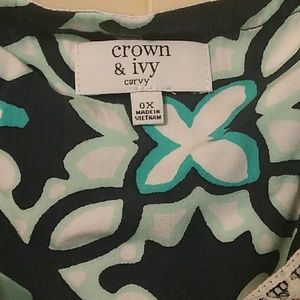 crown
& ivy
curvy
0X
MADE IN
VIETNAM